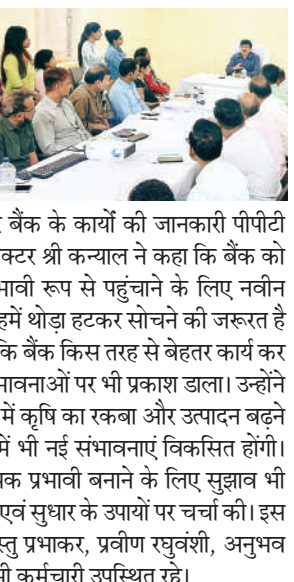 बैंक के कार्यों की जानकारी पीपीटी
क्टर श्री कन्याल ने कहा कि बैंक को
भावी रूप से पहुंचाने के लिए नवीन
हमें थोड़ा हटकर सोचने की जरूरत है
कि बैंक किस तरह से बेहतर कार्य कर
भावनाओं पर भी प्रकाश डाला। उन्होंने
में कृषि का रकबा और उत्पादन बढ़ने
में भी नई संभावनाएं विकसित होंगी।
क प्रभावी बनाने के लिए सुझाव भी
एवं सुधार के उपायों पर चर्चा की। इस
स्तु प्रभाकर, प्रवीण रघुवंशी, अनुभव
कर्मचारी उपस्थित रहे।